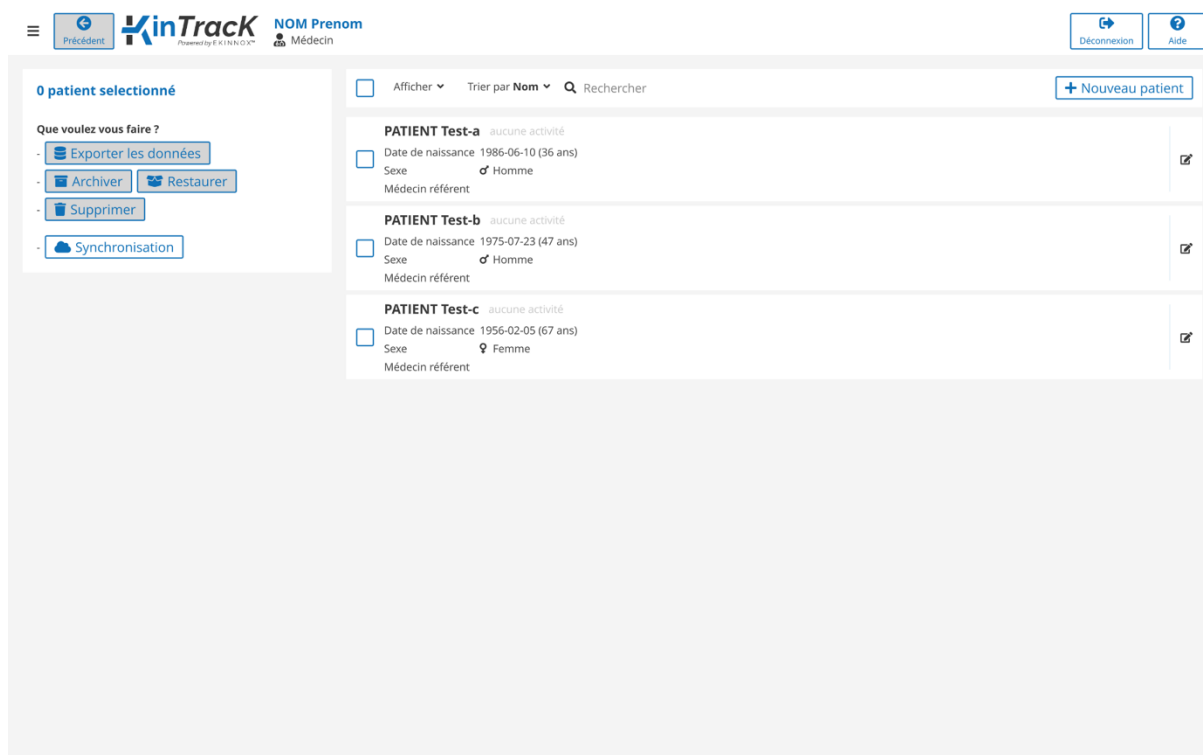 Précédent
KinTrack
Powered by EKINNOX™
NOM Prenom
Médecin
Déconnexion
Aide
0 patient selectionné
Que voulez vous faire ?
- Exporter les données
- Archiver Restaurer
- Supprimer
- Synchronisation
Afficher Trier par Nom Rechercher
+ Nouveau patient
PATIENT Test-a aucune activité
Date de naissance 1986-06-10 (36 ans)
Sexe ♂ Homme
Médecin référent
PATIENT Test-b aucune activité
Date de naissance 1975-07-23 (47 ans)
Sexe ♂ Homme
Médecin référent
PATIENT Test-c aucune activité
Date de naissance 1956-02-05 (67 ans)
Sexe ♀ Femme
Médecin référent